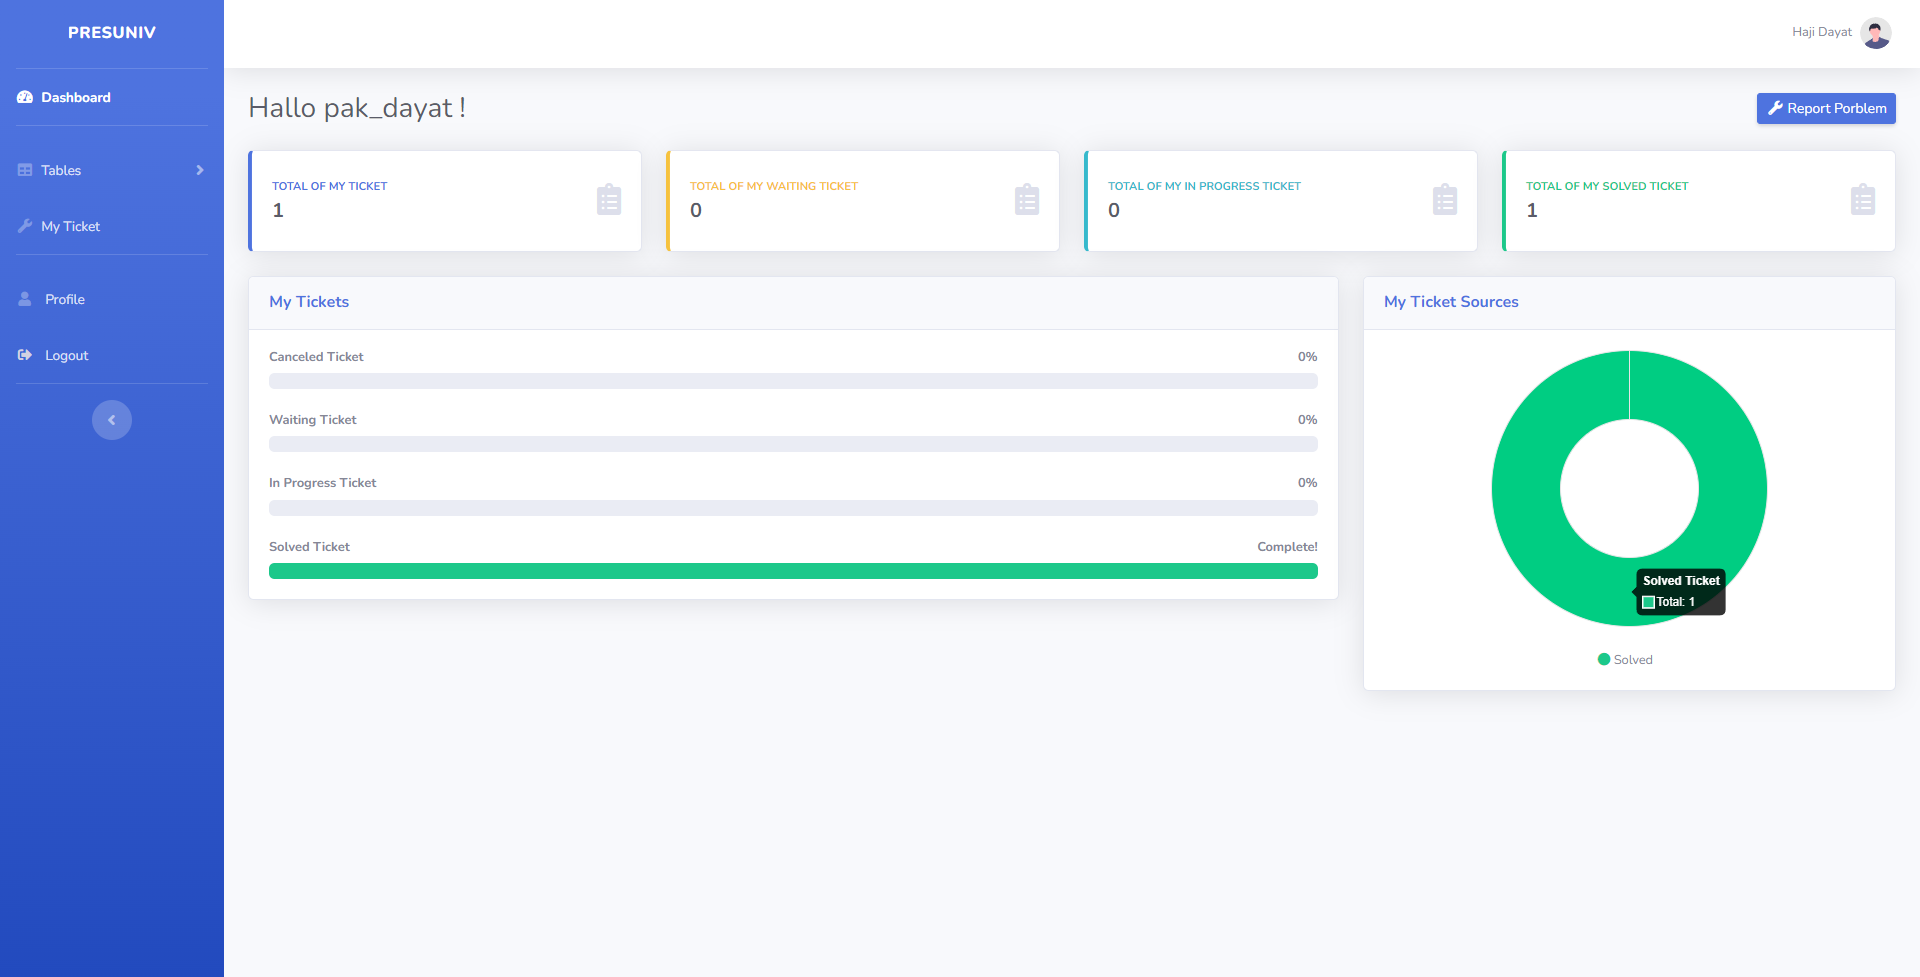 PRESUNIV
Dashboard
Tables
My Ticket
Profile
Logout
Haji Dayat
Hallo pak_dayat !
Report Porblem
TOTAL OF MY TICKET
1
TOTAL OF MY WAITING TICKET
0
TOTAL OF MY IN PROGRESS TICKET
0
TOTAL OF MY SOLVED TICKET
1
My Tickets
Canceled Ticket 0%
Waiting Ticket 0%
In Progress Ticket 0%
Solved Ticket Complete!
My Ticket Sources
Solved Ticket
Total: 1
Solved